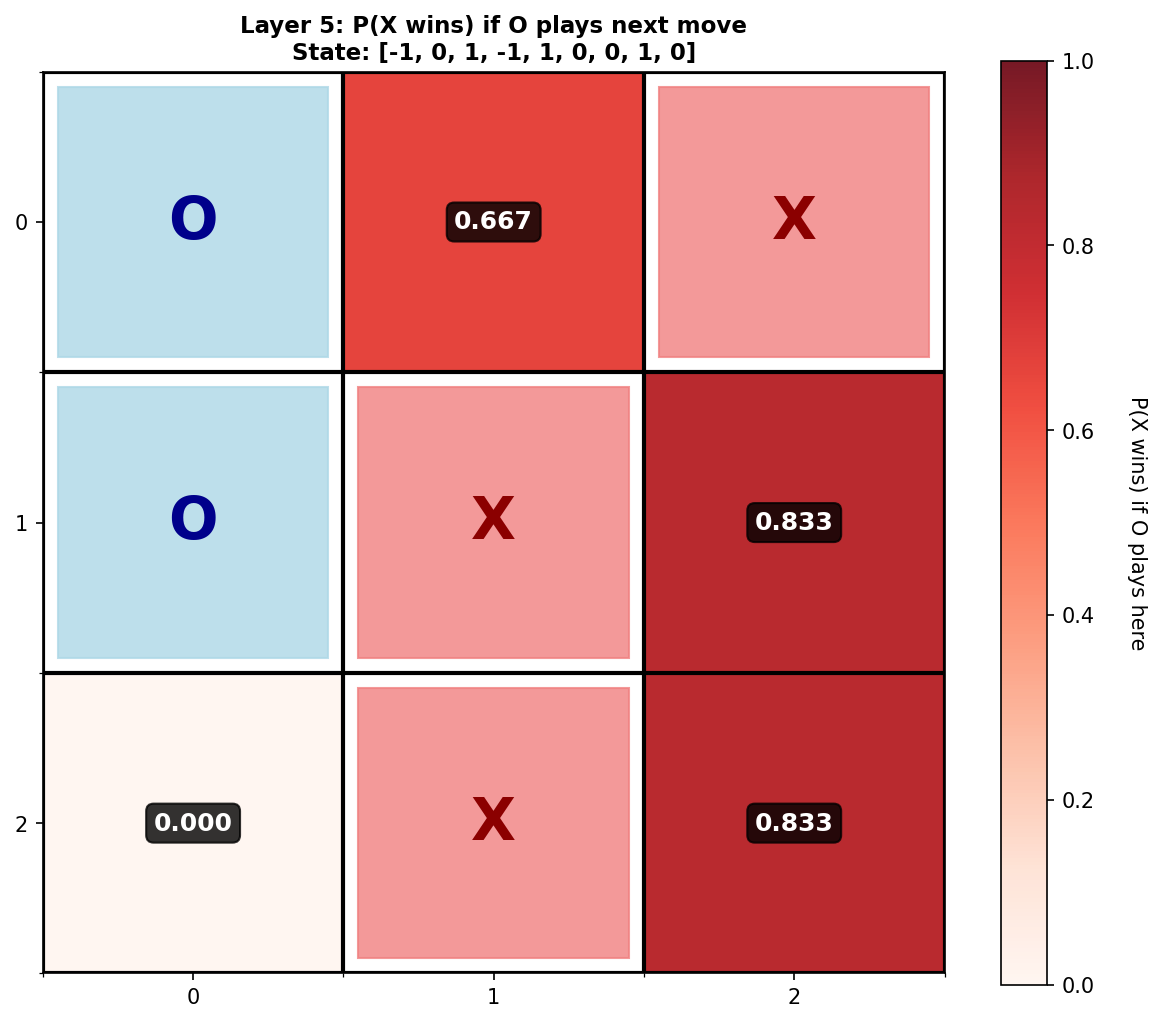 Layer 5: P(X wins) if O plays next move
State: [-1, 0, 1, -1, 1, 0, 0, 1, 0]
0
O
0.667
X
1
O
X
0.833
2
0.000
X
0.833
0
1
2
1.0
0.8
0.6
0.4
0.2
0.0
P(X wins) if O plays here